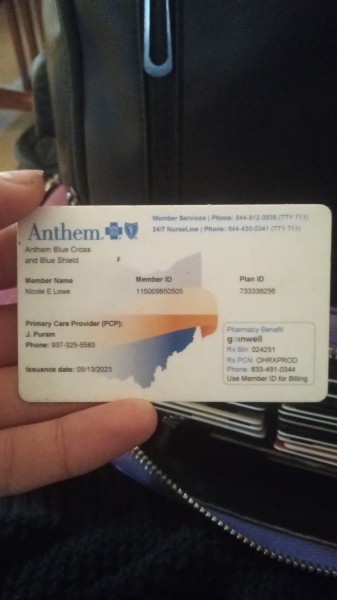 Anthem
Member Services | Phone: 844-912-0938 (TTY 711)
24/7 NurseLine | Phone: 844-430-0341 (TTY 711)
Anthem Blue Cross
and Blue Shield
Member Name
Nicole E Lowe
Member ID
115009850505
Plan ID
733336256
Primary Care Provider (PCP):
J. Pursm
Phone: 937-325-5583
Issuance date: 05/13/2023
Pharmacy Benefit
gainwell
Rx Bin: 024251
Rx PCN: OHRXPROD
Phone: 833-491-0344
Use Member ID for Billing